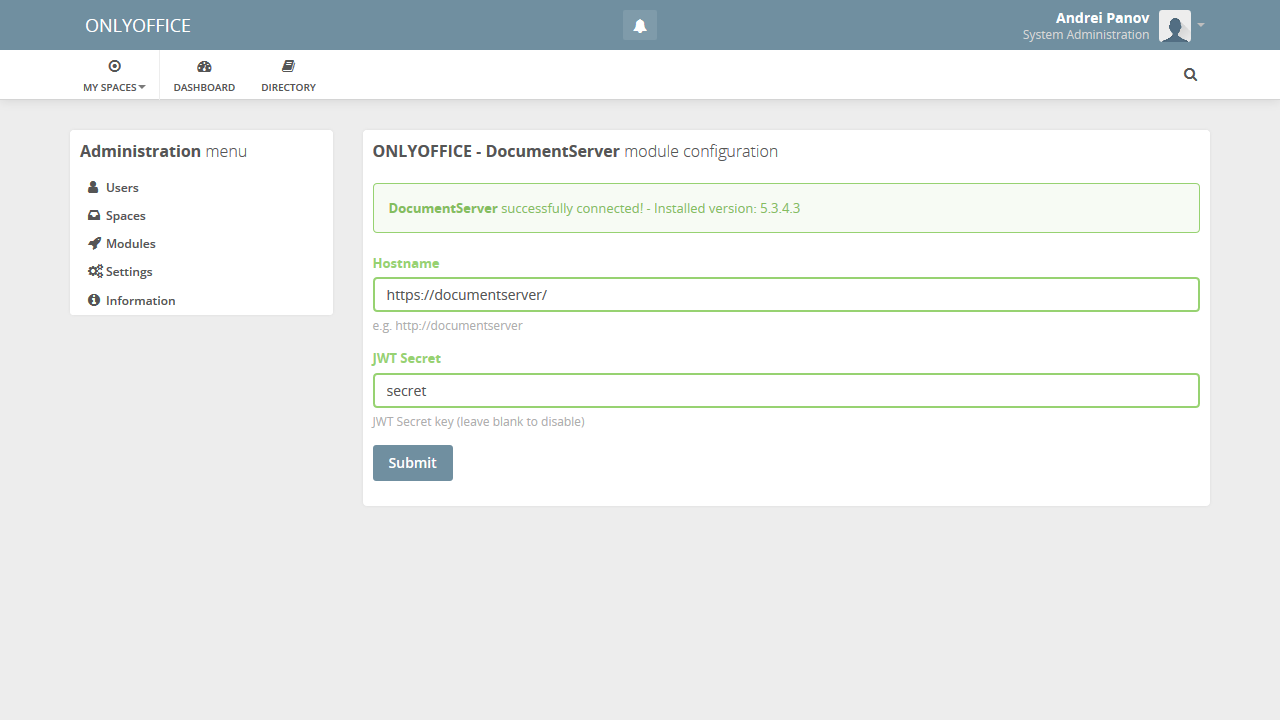 ONLYOFFICE
Andrei Panov
System Administration
MY SPACES
DASHBOARD
DIRECTORY
Administration menu
Users
Spaces
Modules
Settings
Information
ONLYOFFICE - DocumentServer module configuration
DocumentServer successfully connected! - Installed version: 5.3.4.3
Hostname
https://documentserver/
e.g. http://documentserver
JWT Secret
secret
JWT Secret key (leave blank to disable)
Submit